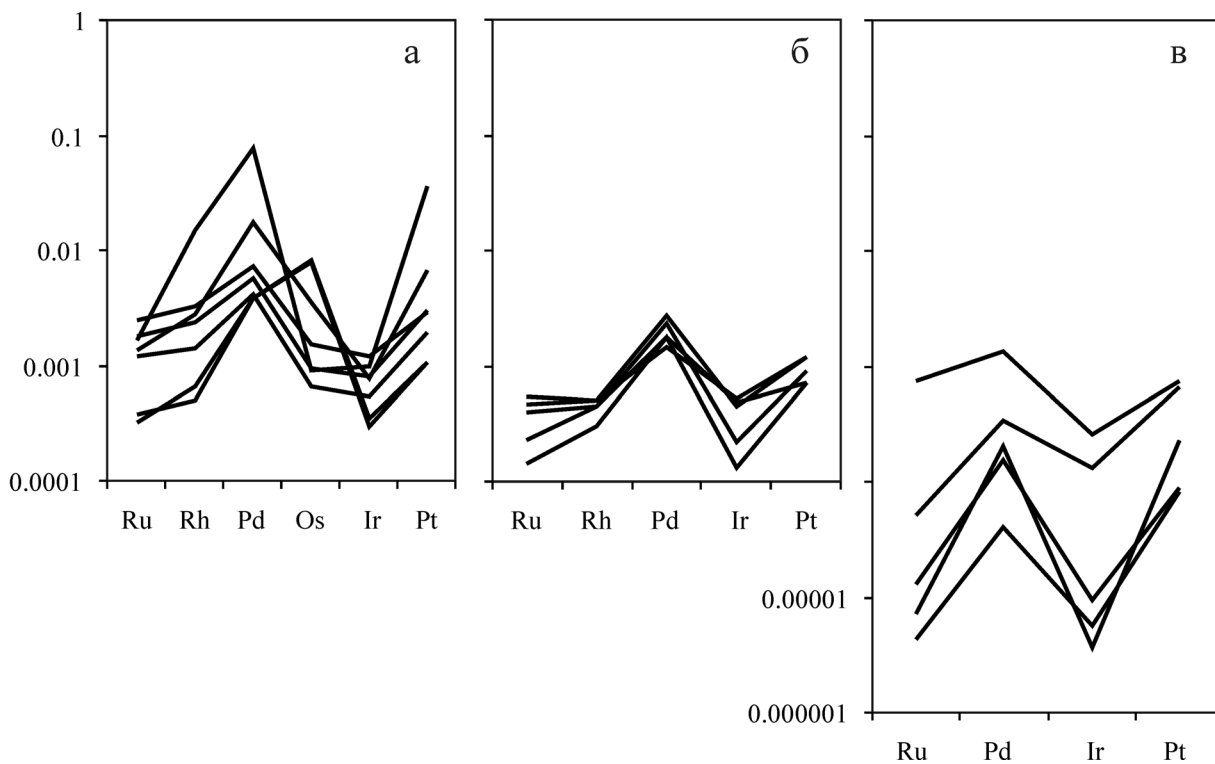 1
а
б
в
0.1
0.01
0.001
0.0001
Ru Rh Pd Os Ir Pt
Ru Rh Pd Ir Pt
0.00001
0.000001
Ru Pd Ir Pt